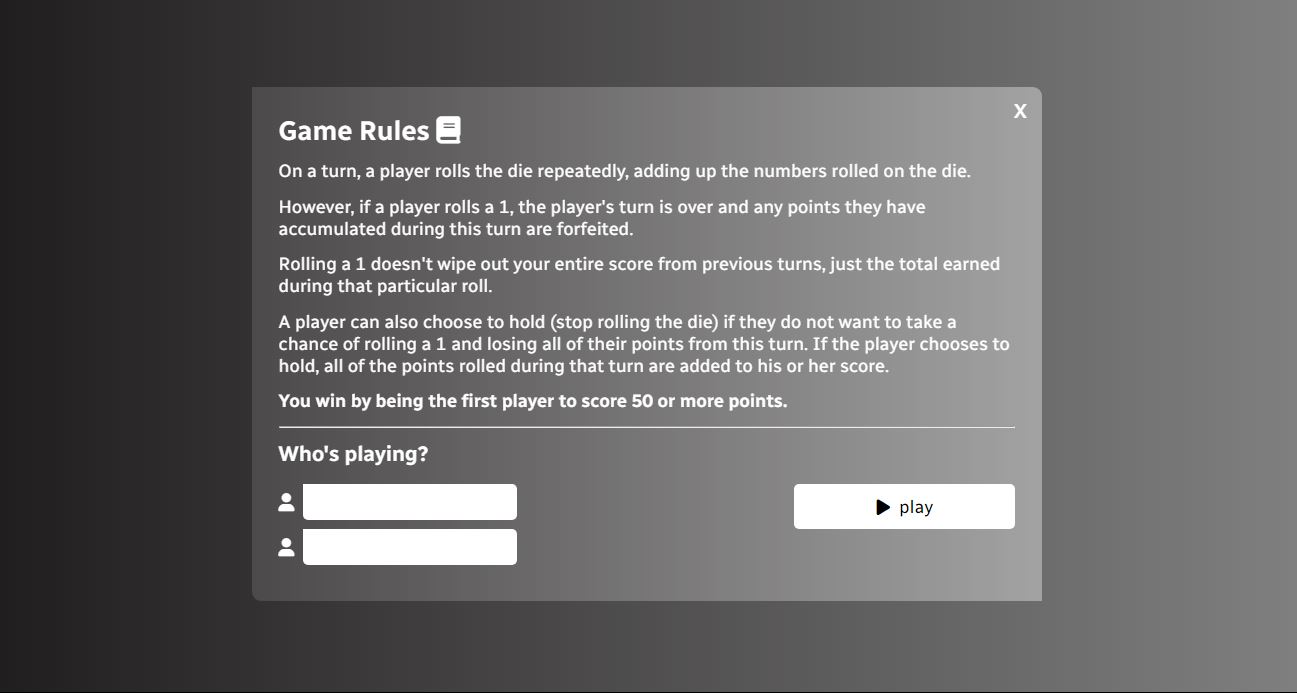 X
Game Rules
On a turn, a player rolls the die repeatedly, adding up the numbers rolled on the die.
However, if a player rolls a 1, the player's turn is over and any points they have
accumulated during this turn are forfeited.
Rolling a 1 doesn't wipe out your entire score from previous turns, just the total earned
during that particular roll.
A player can also choose to hold (stop rolling the die) if they do not want to take a
chance of rolling a 1 and losing all of their points from this turn. If the player chooses to
hold, all of the points rolled during that turn are added to his or her score.
You win by being the first player to score 50 or more points.
Who's playing?
play